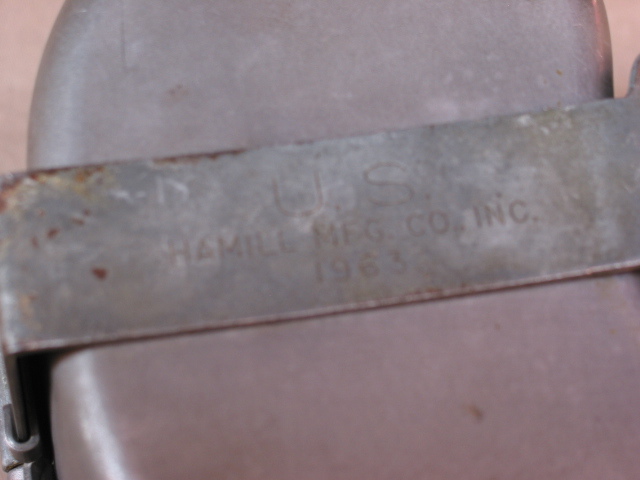 U.S.
HAMILL MFG. CO., INC.
1963